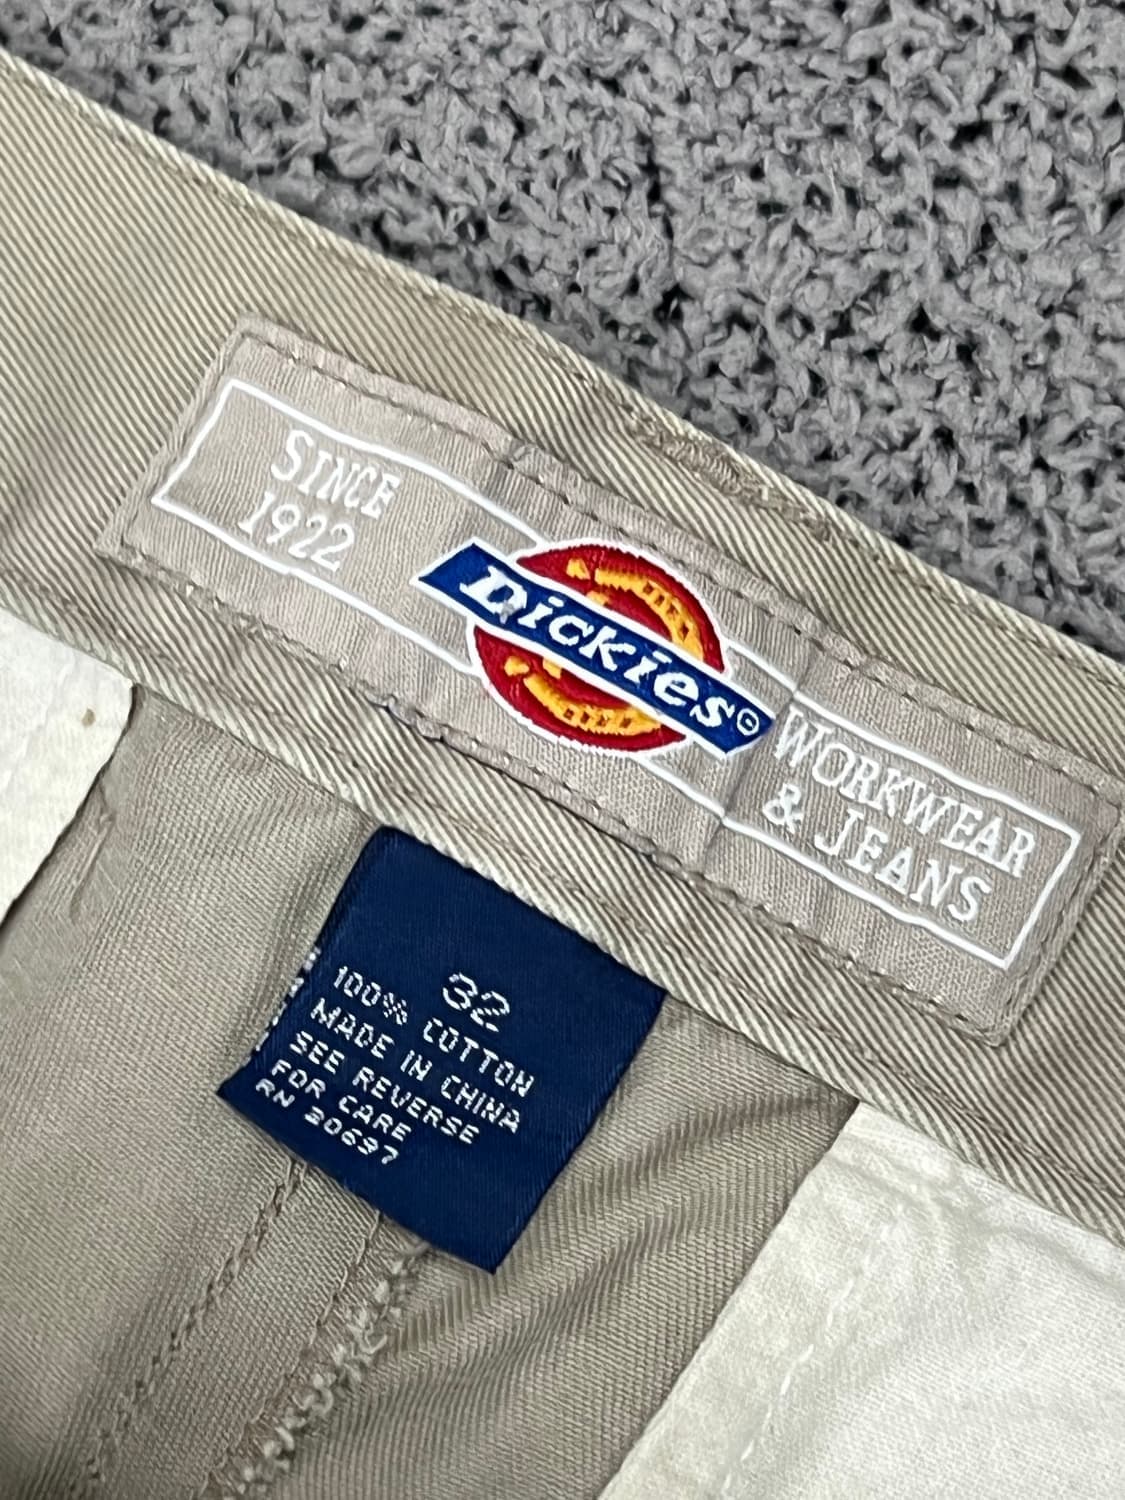 SINCE
1922
Dickies®
WORKWEAR
& JEANS
32
100% COTTON
MADE IN CHINA
SEE REVERSE
FOR CARE
RN 20697